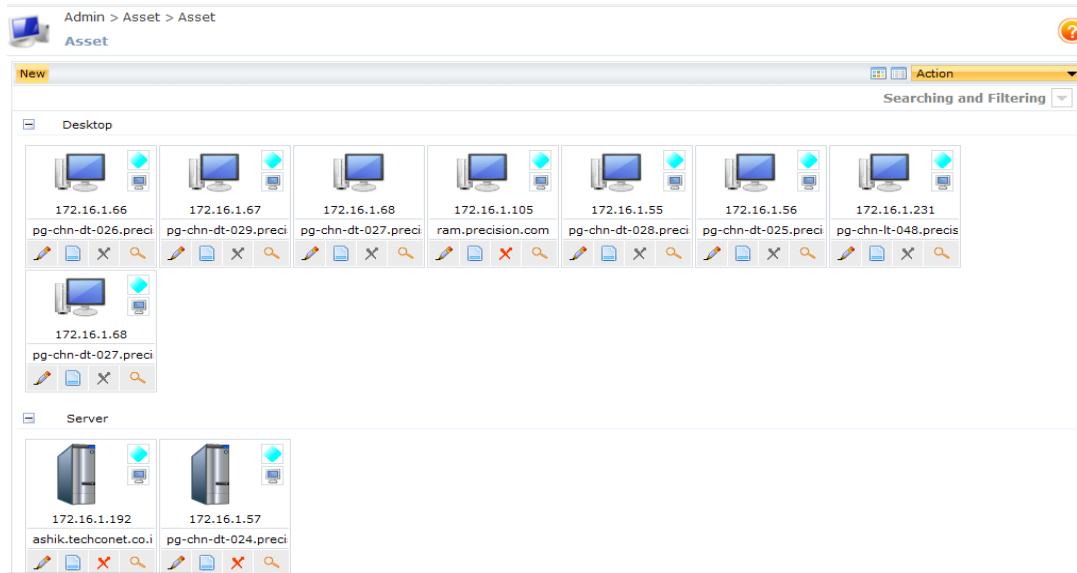 Admin > Asset > Asset
Asset
?
New
Action
Searching and Filtering
Desktop
172.16.1.66
172.16.1.67
172.16.1.68
172.16.1.105
172.16.1.55
172.16.1.56
172.16.1.231
pg-chn-dt-026.preci
pg-chn-dt-029.preci
pg-chn-dt-027.preci
ram.precision.com
pg-chn-dt-028.preci
pg-chn-dt-025.preci
pg-chn-lt-048.precis
172.16.1.68
pg-chn-dt-027.preci
Server
172.16.1.192
172.16.1.57
ashik.techconet.co.i
pg-chn-dt-024.preci